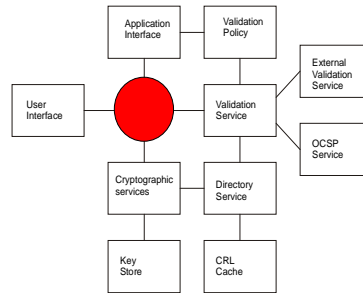 Application
Interface
Validation
Policy
External
Validation
Service
User
Interface
Validation
Service
OCSP
Service
Cryptographic
services
Directory
Service
Key
Store
CRL
Cache